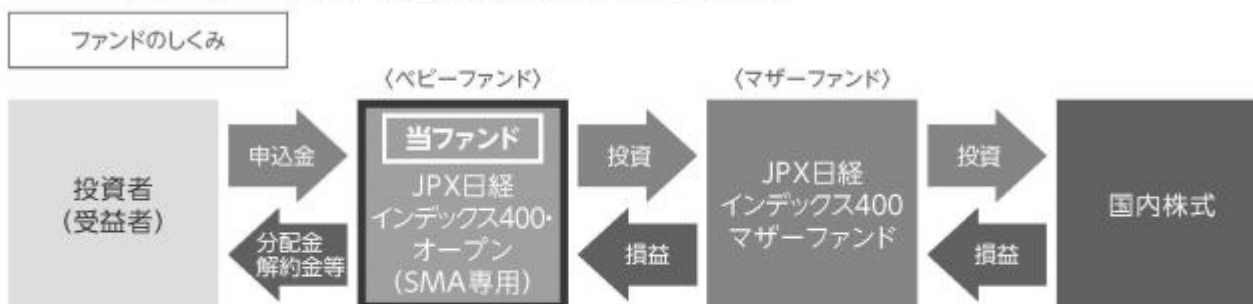 ファンドのしくみ
〈ベビーファンド〉
〈マザーファンド〉
投資者
(受益者)
申込金
分配金
解約金等
当ファンド
JPX日経
インデックス400・
オープン
(SMA専用)
投資
損益
JPX日経
インデックス400
マザーファンド
投資
損益
国内株式